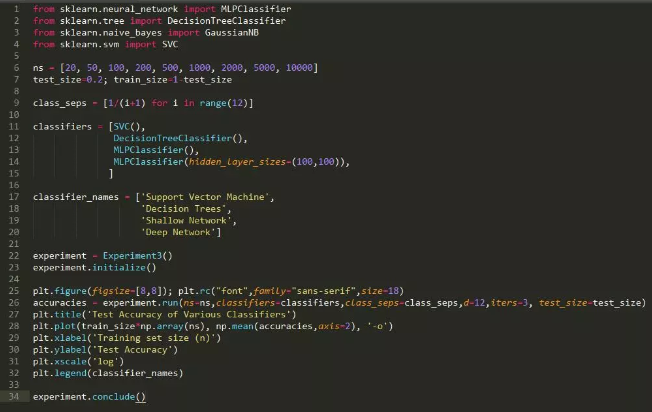 1 from sklearn.neural_network import MLPClassifier
2 from sklearn.tree import DecisionTreeClassifier
3 from sklearn.naive_bayes import GaussianNB
4 from sklearn.svm import SVC
5
6 ns = [20, 50, 100, 200, 500, 1000, 2000, 5000, 10000]
7 test_size=0.2; train_size=1-test_size
8
9 class_seps = [1/(i+1) for i in range(12)]
10
11 classifiers = [SVC(),
12 DecisionTreeClassifier(),
13 MLPClassifier(),
14 MLPClassifier(hidden_layer_sizes=(100,100)),
15 ]
16
17 classifier_names = ['Support Vector Machine',
18 'Decision Trees',
19 'Shallow Network',
20 'Deep Network']
21
22 experiment = Experiment3()
23 experiment.initialize()
24
25 plt.figure(figsize=[8,8]); plt.rc("font",family="sans-serif",size=18)
26 accuracies = experiment.run(ns=ns,classifiers=classifiers,class_seps=class_seps,d=12,iters=3, test_size=test_size)
27 plt.title('Test Accuracy of Various Classifiers')
28 plt.plot(train_size*np.array(ns), np.mean(accuracies,axis=2), '-o')
29 plt.xlabel('Training set size (n)')
30 plt.ylabel('Test Accuracy')
31 plt.xscale('log')
32 plt.legend(classifier_names)
33
34 experiment.conclude()